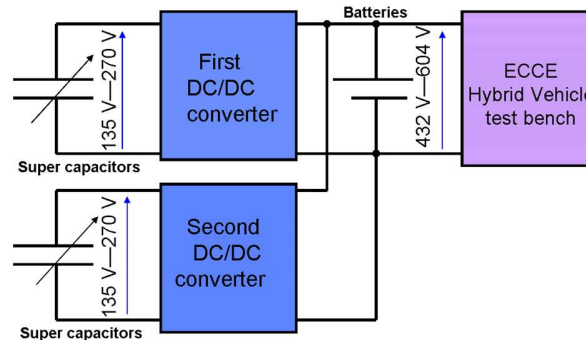 Batteries
135 V—270 V
First
DC/DC
converter
432 V—604 V
ECCE
Hybrid Vehicle
test bench
Super capacitors
135 V—270 V
Second
DC/DC
converter
Super capacitors